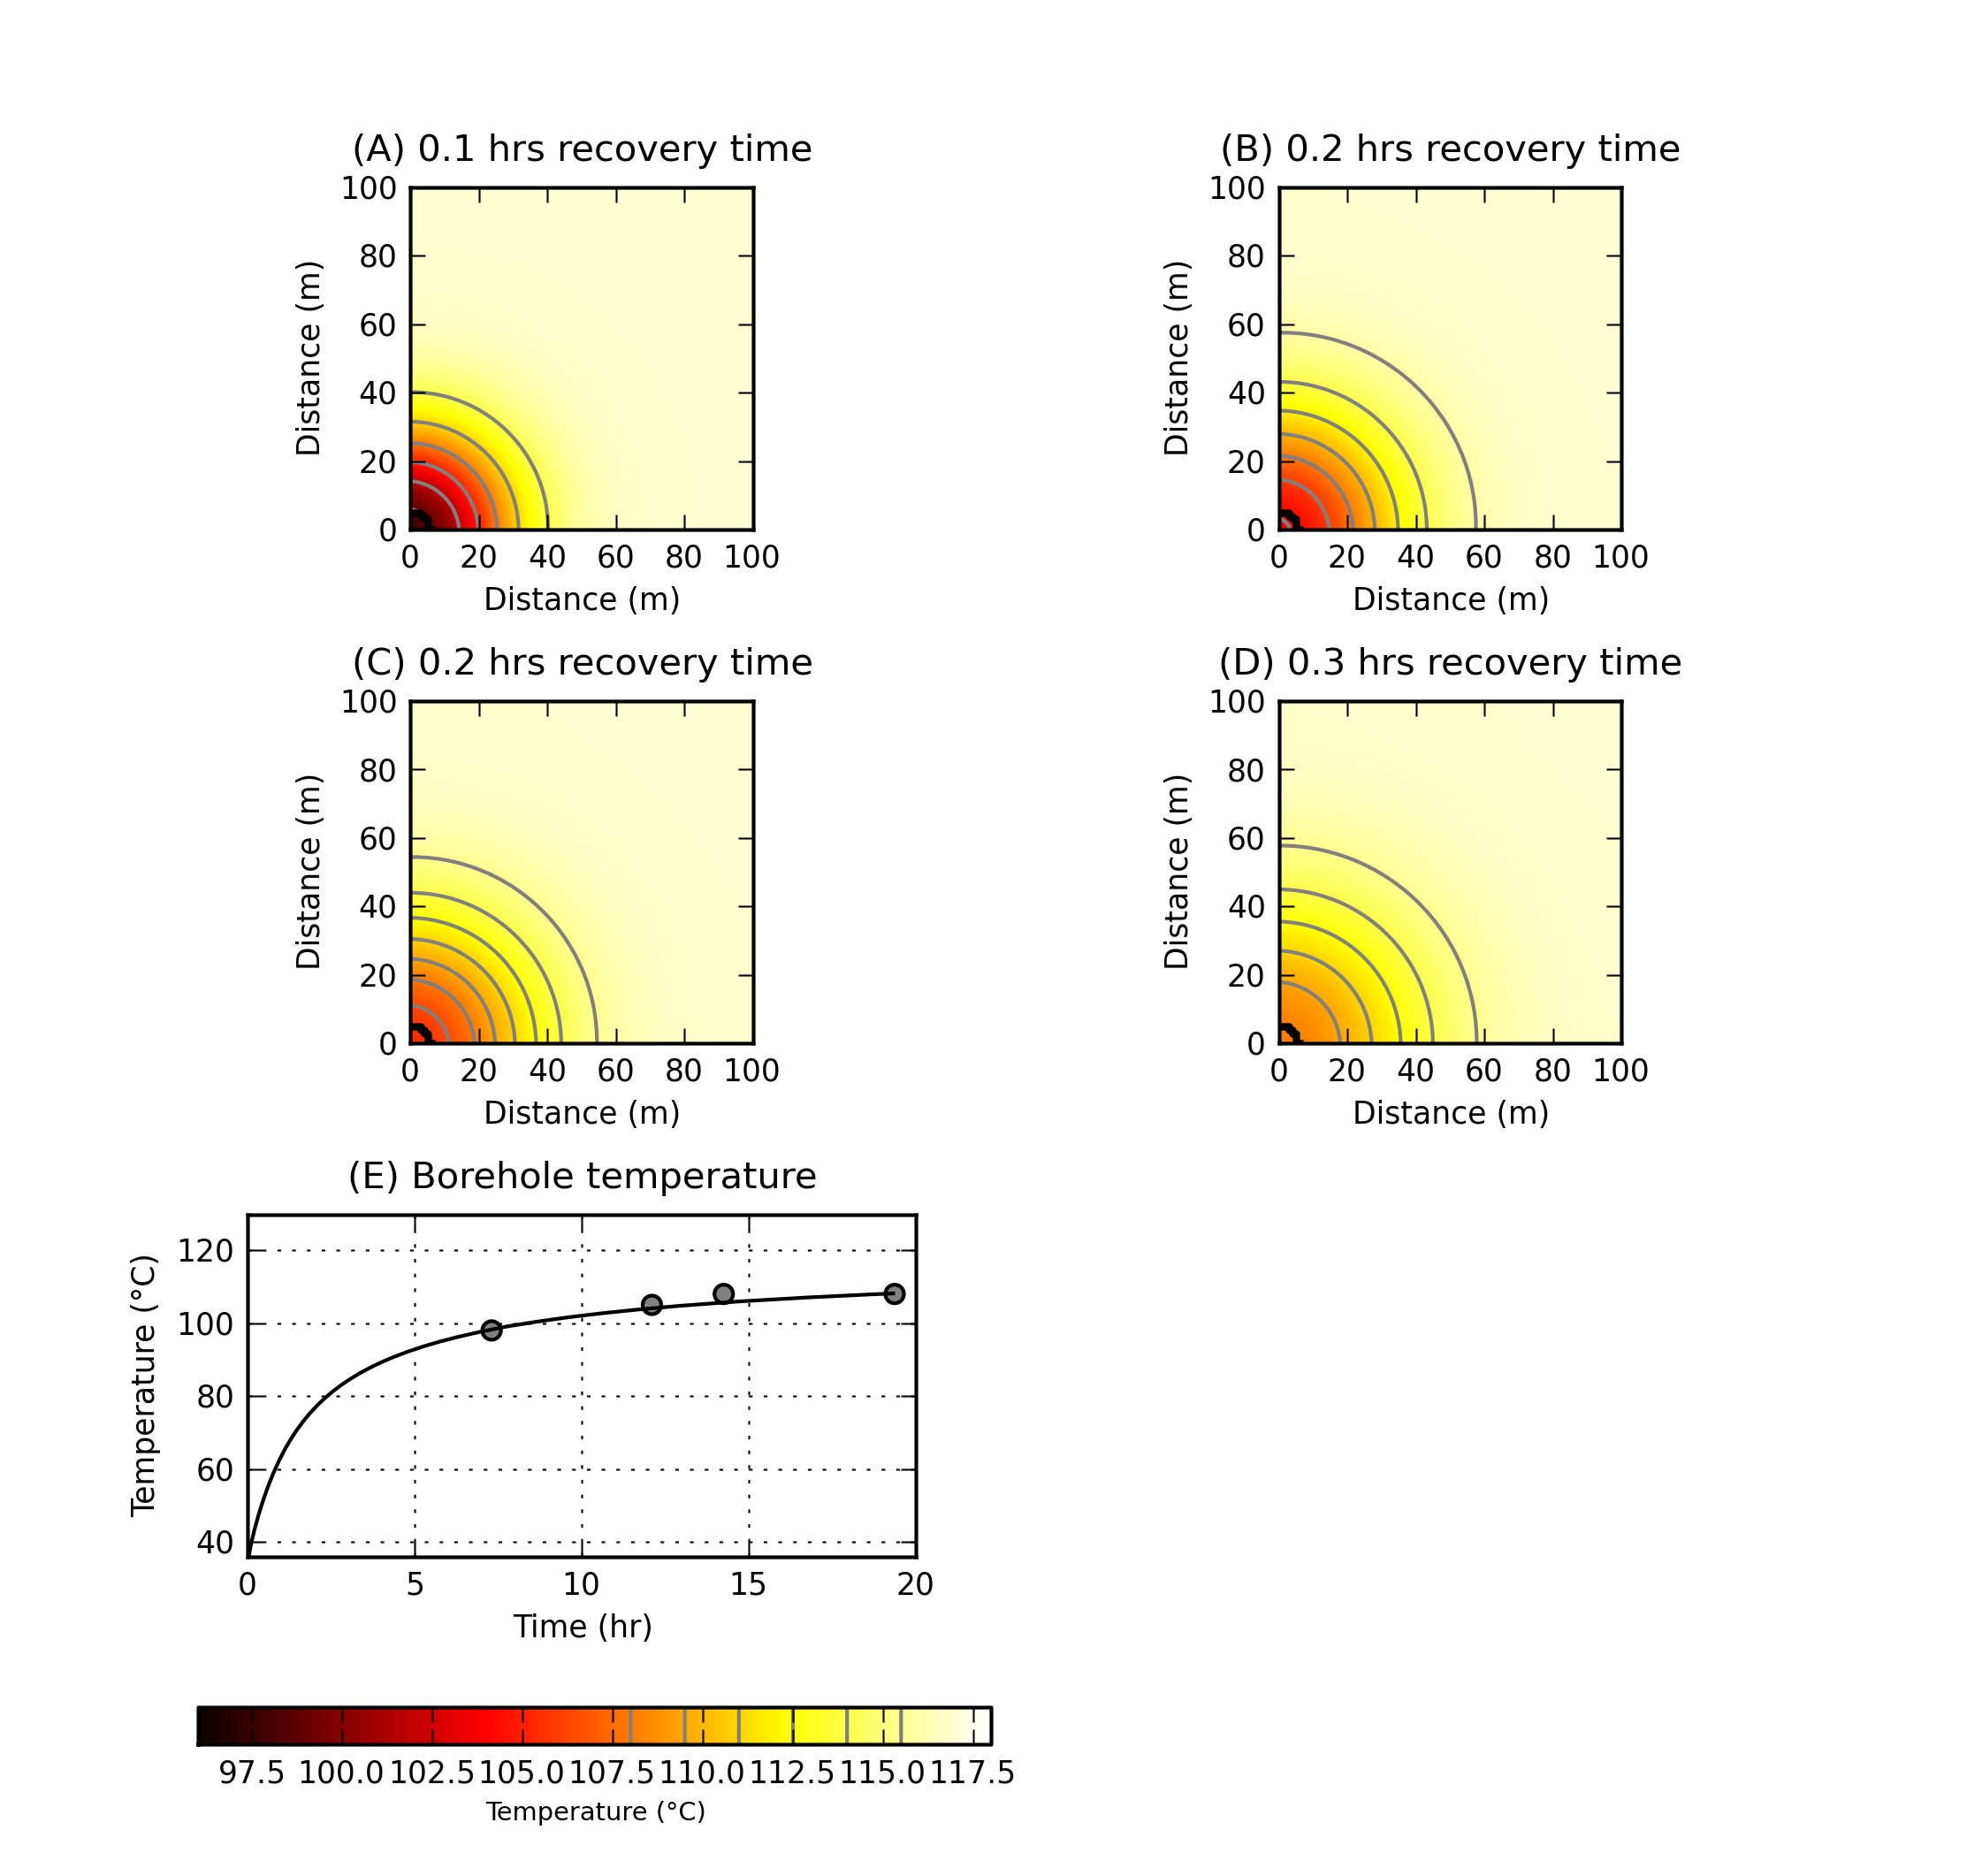 (A) 0.1 hrs recovery time
100
80
60
40
20
0
0 20 40 60 80 100
Distance (m)
Distance (m)
(B) 0.2 hrs recovery time
100
80
60
40
20
0
0 20 40 60 80 100
Distance (m)
Distance (m)
(C) 0.2 hrs recovery time
100
80
60
40
20
0
0 20 40 60 80 100
Distance (m)
Distance (m)
(D) 0.3 hrs recovery time
100
80
60
40
20
0
0 20 40 60 80 100
Distance (m)
Distance (m)
(E) Borehole temperature
120
100
80
60
40
0 5 10 15 20
Temperature (°C)
Time (hr)
97.5 100.0 102.5 105.0 107.5 110.0 112.5 115.0 117.5
Temperature (°C)